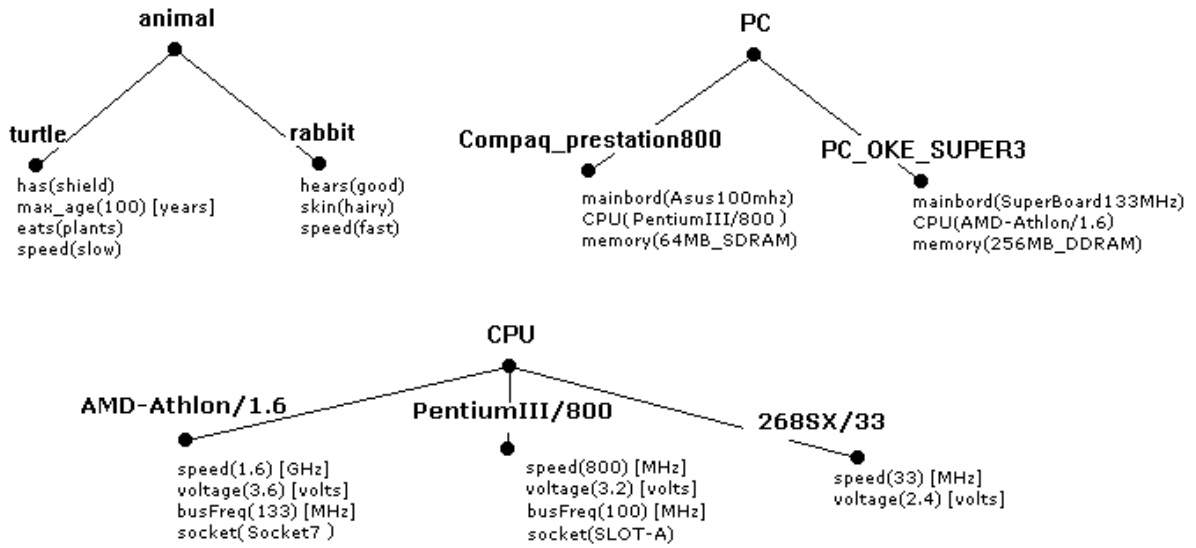 animal
turtle
rabbit
has(shield)
max_age(100) [years]
eats(plants)
speed(slow)
hears(good)
skin(hairy)
speed(fast)
PC
Compaq_prestation800
PC_OKE_SUPER3
mainbord(Asus100mhz)
CPU(PentiumIII/800 )
memory(64MB_SDRAM)
mainbord(SuperBoard133MHz)
CPU(AMD-Athlon/1.6)
memory(256MB_DDRAM)
CPU
AMD-Athlon/1.6
PentiumIII/800
268SX/33
speed(1.6) [GHz]
voltage(3.6) [volts]
busFreq(133) [MHz]
socket(Socket7 )
speed(800) [MHz]
voltage(3.2) [volts]
busFreq(100) [MHz]
socket(SLOT-A)
speed(33) [MHz]
voltage(2.4) [volts]